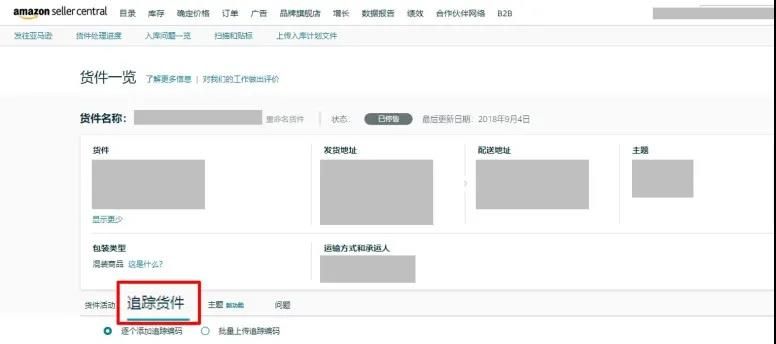 amazon seller central 目录 库存 确定价格 订单 广告 品牌旗舰店 增长 数据报告 绩效 合作伙伴网络 B2B
发往亚马逊 货件处理进度 入库问题一览 扫描和贴标 上传入库计划文件
货件一览 了解更多信息 | 对我们的工作做出评价
货件名称： 重命名货件 状态： 已停售 最后更新日期： 2018年9月4日
货件 发货地址 配送地址 主题
显示更少
包装类型 运输方式和承运人
混装商品 这是什么？
货件活动 追踪货件 主题 新功能 问题
逐个添加追踪编码 批量上传追踪编码